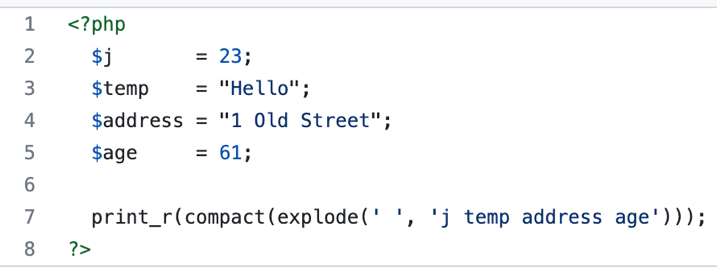 1 <?php
2   $j       = 23;
3   $temp    = "Hello";
4   $address = "1 Old Street";
5   $age     = 61;
6
7   print_r(compact(explode(' ', 'j temp address age')));
8 ?>